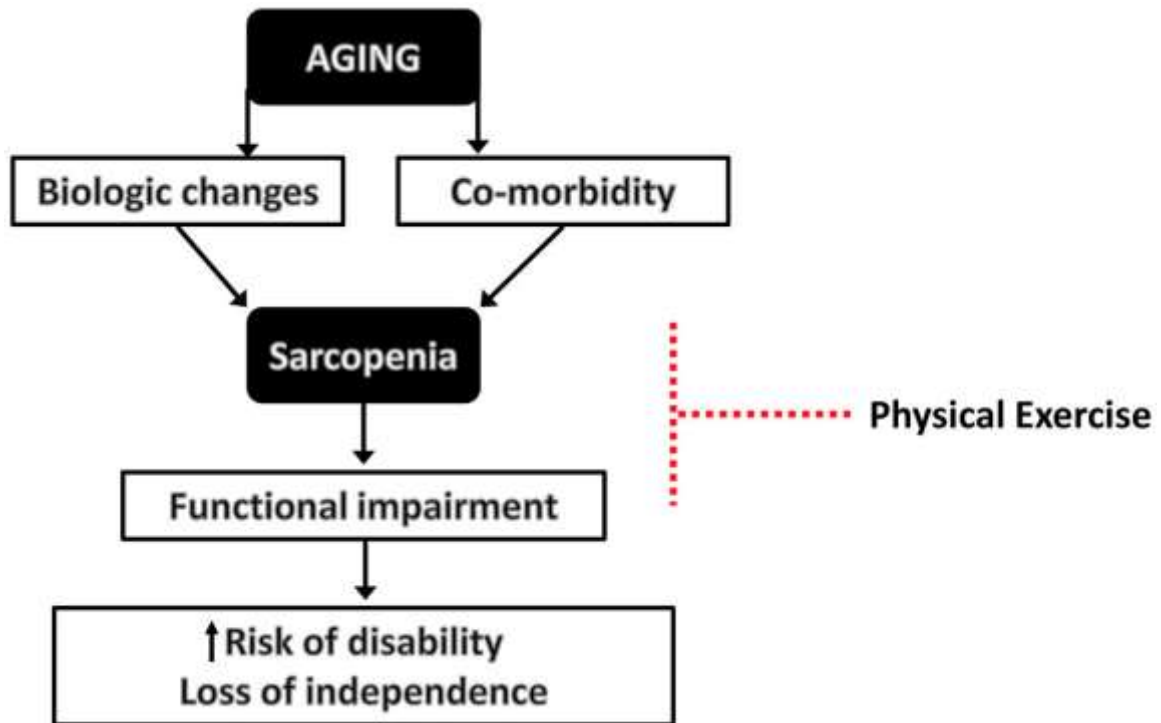 AGING
Biologic changes
Co-morbidity
Sarcopenia
Physical Exercise
Functional impairment
↑Risk of disability
Loss of independence